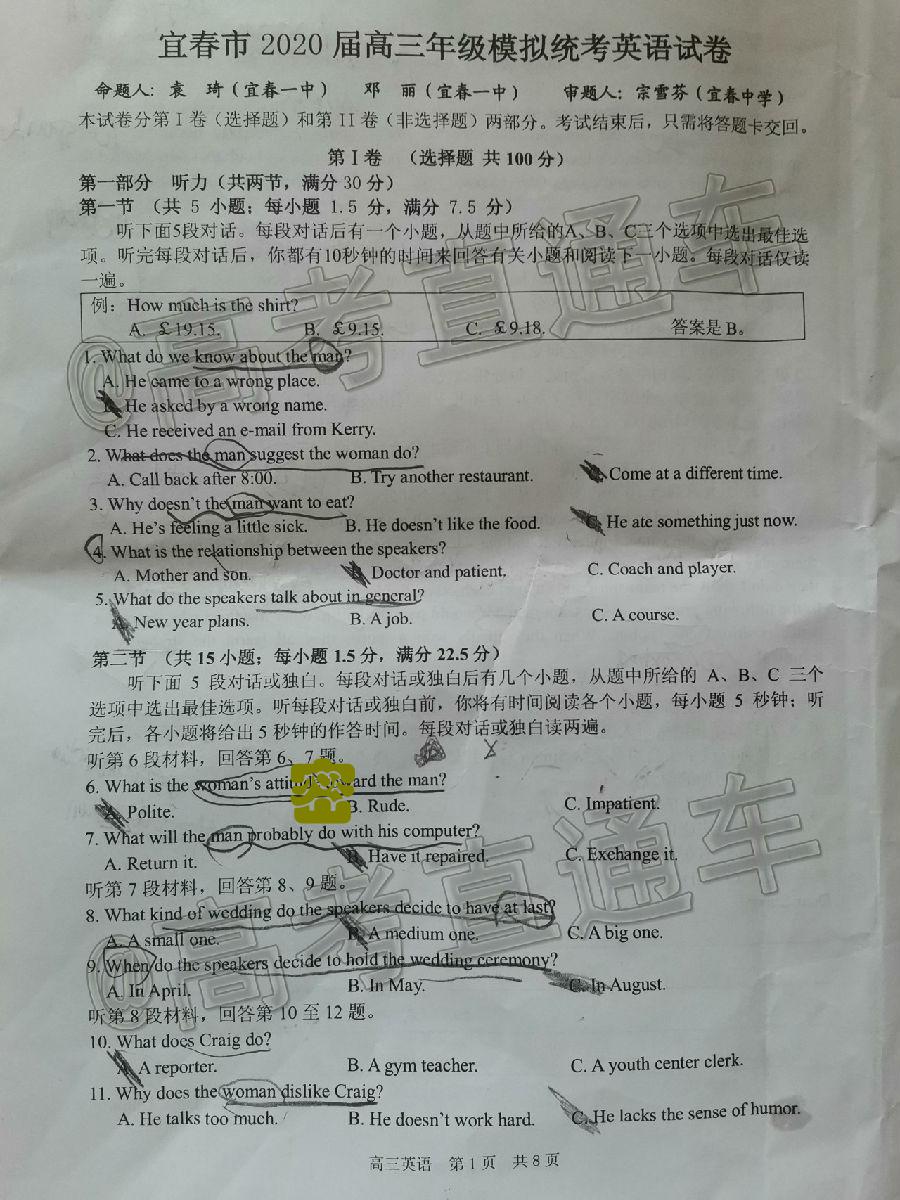 宜春市 2020 届高三年级模拟统考英语试卷
命题人：袁 琦（宜春一中） 邓 丽（宜春一中） 审题人：宗雪芬（宜春中学）
本试卷分第 I 卷（选择题）和第 II 卷（非选择题）两部分。考试结束后，只需将答题卡交回。
第 I 卷 （选择题 共 100 分）
第一部分 听力（共两节，满分 30 分）
第一节 （共 5 小题；每小题 1.5 分，满分 7.5 分）
听下面5段对话。每段对话后有一个小题，从题中所给的A、B、C三个选项中选出最佳选
项。听完每段对话后，你都有10秒钟的时间来回答有关小题和阅读下一小题。每段对话仅读
一遍。
例：How much is the shirt?
A. ￡19.15. B. ￡9.15. C. ￡9.18. 答案是 B。
1. What do we know about the man?
A. He came to a wrong place.
He asked by a wrong name.
C. He received an e-mail from Kerry.
2. What does the man suggest the woman do?
A. Call back after 8:00. B. Try another restaurant. Come at a different time.
3. Why doesn't the man want to eat?
A. He's feeling a little sick. B. He doesn't like the food. C. He ate something just now.
4. What is the relationship between the speakers?
A. Mother and son. Doctor and patient. C. Coach and player.
5. What do the speakers talk about in general?
A. New year plans. B. A job. C. A course.
第二节 （共 15 小题；每小题 1.5 分，满分 22.5 分）
听下面 5 段对话或独白。每段对话或独白后有几个小题，从题中所给的 A、B、C 三个
选项中选出最佳选项。听每段对话或独白前，你将有时间阅读各个小题，每小题 5 秒钟；听
完后，各小题将给出 5 秒钟的作答时间。每段对话或独白读两遍。
听第 6 段材料，回答第 6、7 题。
6. What is the woman's the man?
A. Polite. B. Rude. C. Impatient.
7. What will the man probably do with his computer?
A. Return it. B. Have it repaired. C. Exchange it.
听第 7 段材料，回答第 8、9 题。
8. What kind of wedding do the speakers decide to have at last?
A. A small one. B. A medium one. C. A big one.
9. When do the speakers decide to hold the wedding ceremony?
A. In April. B. In May. C. In August.
听第 8 段材料，回答第 10 至 12 题。
10. What does Craig do?
A. A reporter. B. A gym teacher. C. A youth center clerk.
11. Why does the woman dislike Craig?
A. He talks too much. B. He doesn't work hard. C. He lacks the sense of humor.
高三英语 第 1 页 共 8 页
@高考直通车
@高考直通车